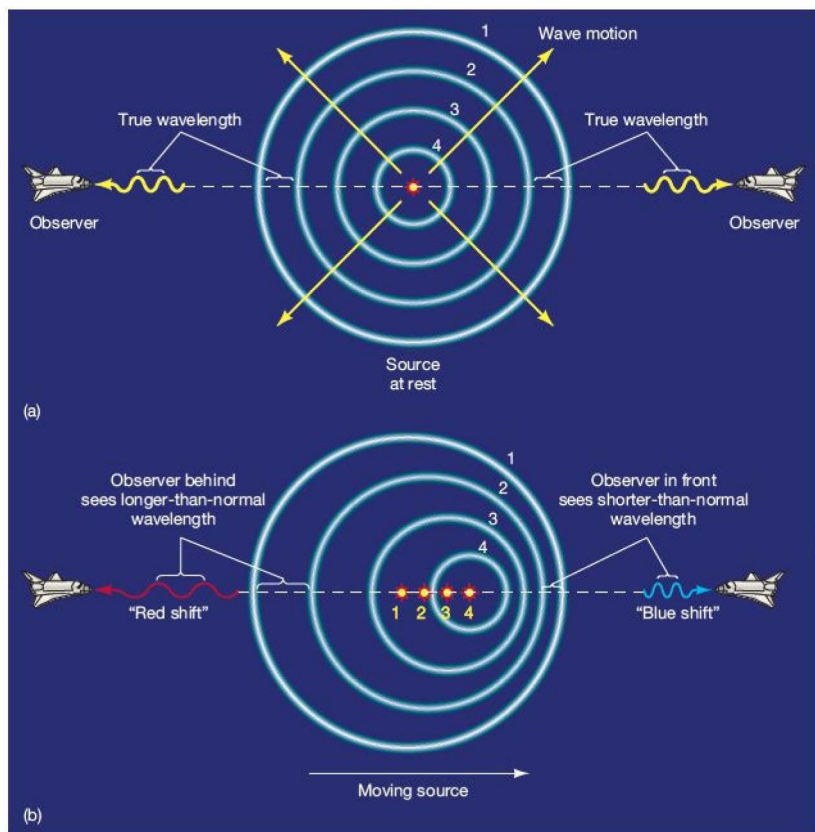 1
Wave motion
2
True wavelength
3
True wavelength
4
Observer
Observer
Source
at rest
(a)
1
Observer behind
sees longer-than-normal
wavelength
2
Observer in front
sees shorter-than-normal
wavelength
3
4
“Red shift”
1 2 3 4
“Blue shift”
Moving source
(b)